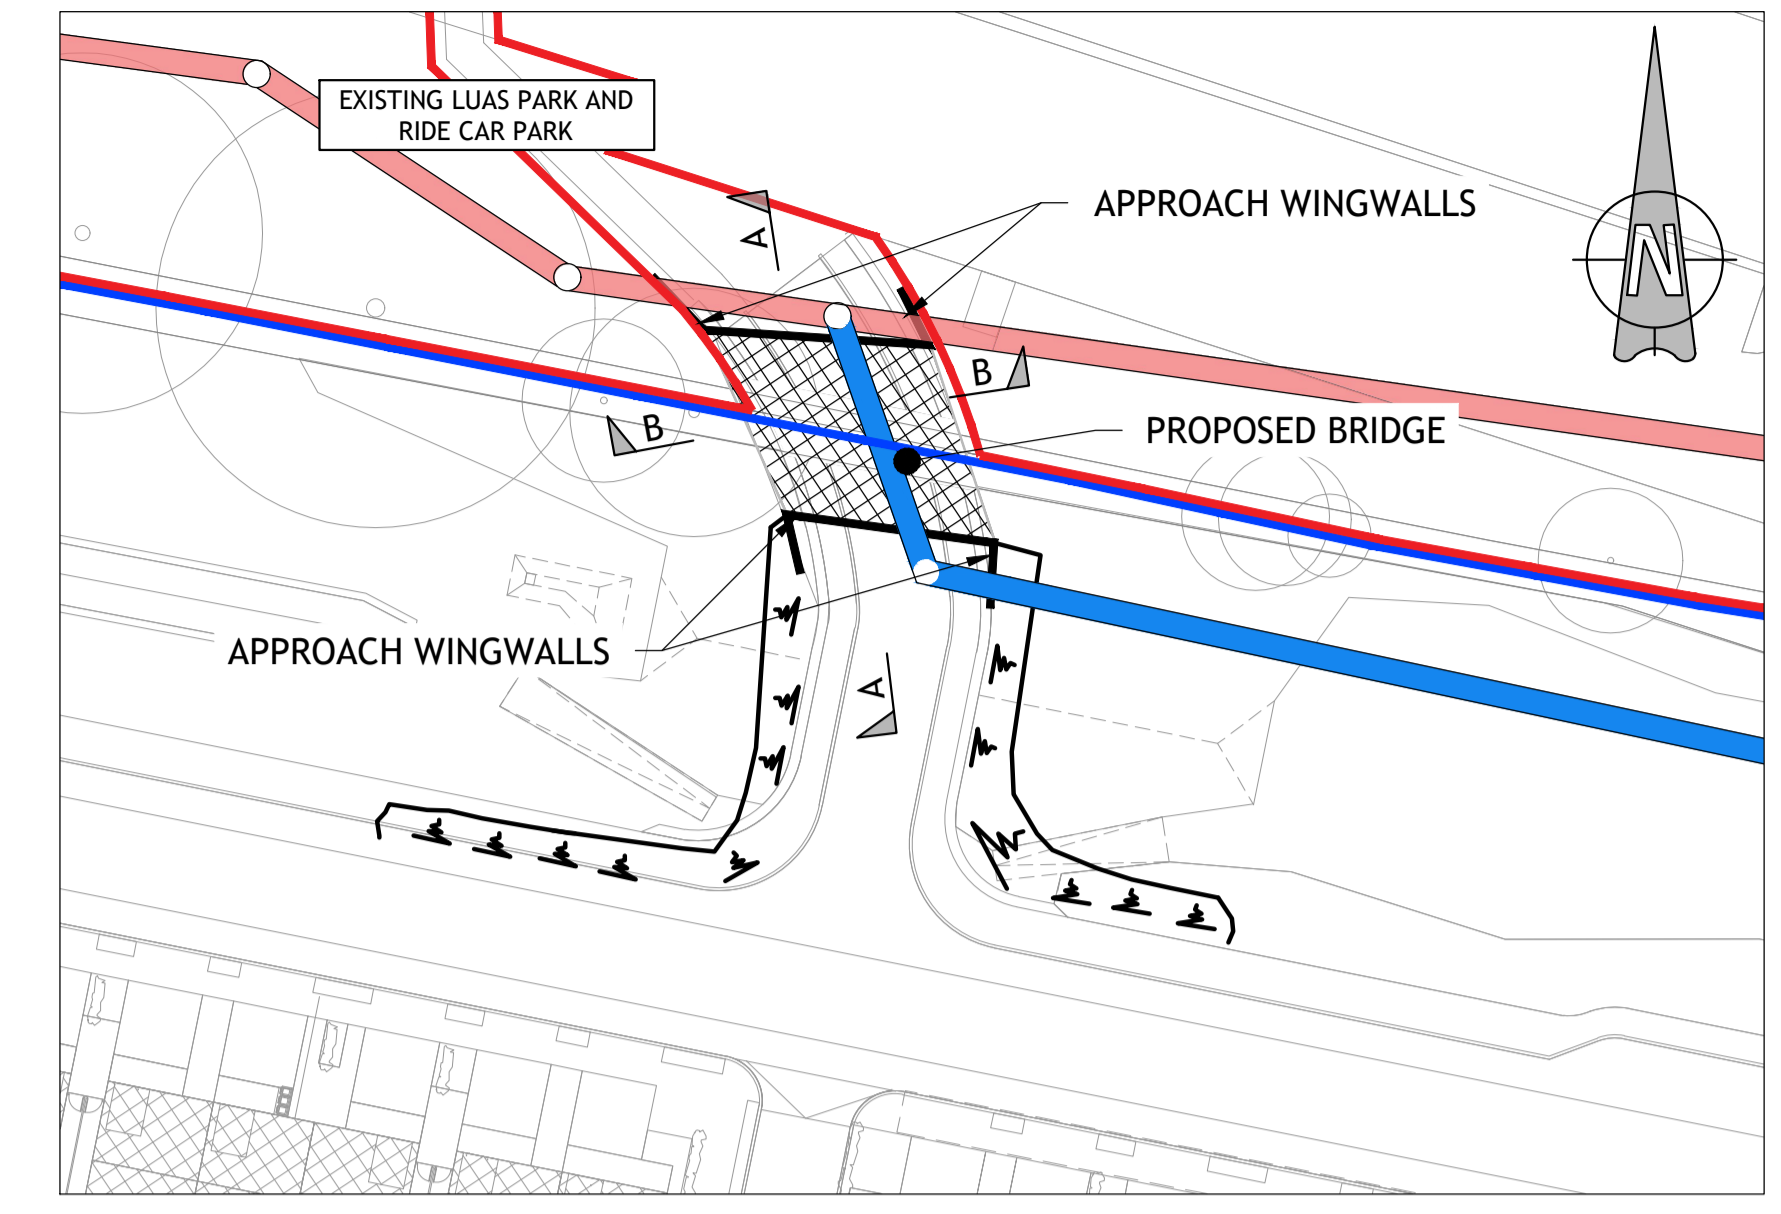 EXISTING LUAS PARK AND
RIDE CAR PARK
APPROACH WINGWALLS
A
N
B
B
PROPOSED BRIDGE
APPROACH WINGWALLS
A